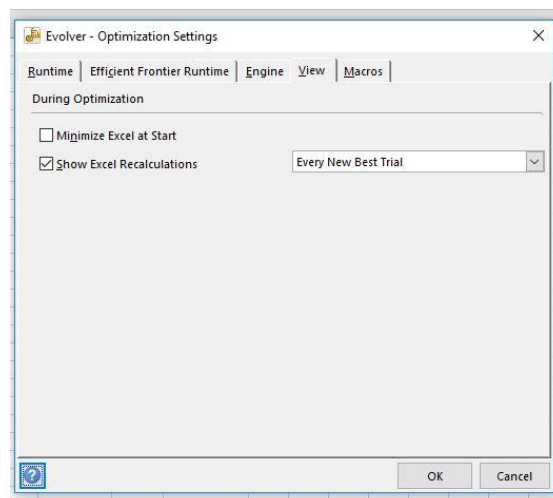 Evolver - Optimization Settings
Runtime Efficient Frontier Runtime Engine View Macros
During Optimization
Minimize Excel at Start
Show Excel Recalculations Every New Best Trial
?
OK Cancel